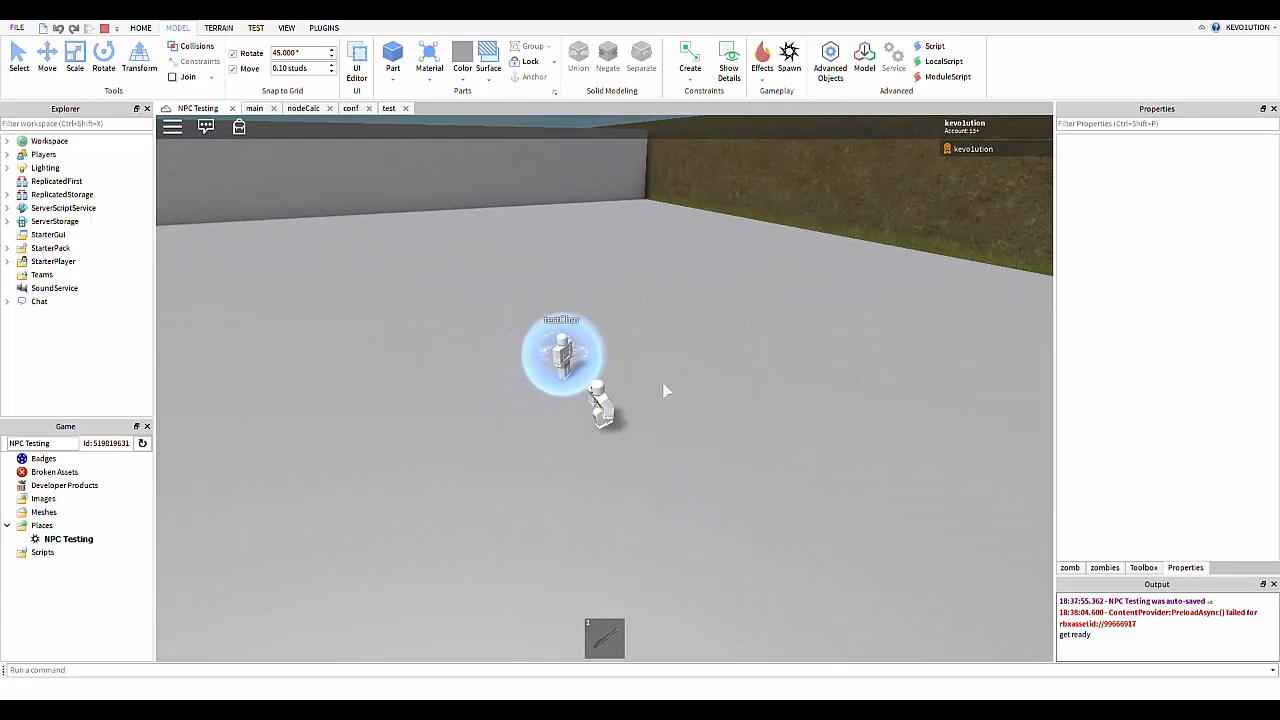 FILE HOME MODEL TERRAIN TEST VIEW PLUGINS KEVO1UTION
Select Move Scale Rotate Transform
Collisions
Constraints
Join
Tools
Rotate 45.000°
Move 0.10 studs
Snap to Grid
UI Editor
UI
Part Material Color Surface
Group
Lock
Anchor
Parts
Union Negate Separate
Solid Modeling
Create Show Details
Constraints
Effects Spawn
Gameplay
Advanced Objects Model Service
Script
LocalScript
ModuleScript
Advanced
Explorer
Filter workspace (Ctrl+Shift+X)
Workspace
Players
Lighting
ReplicatedFirst
ReplicatedStorage
ServerScriptService
ServerStorage
StarterGui
StarterPack
StarterPlayer
Teams
SoundService
Chat
Game
NPC Testing Id: 519819631
Badges
Broken Assets
Developer Products
Images
Meshes
Places
NPC Testing
Scripts
NPC Testing main nodeCalc conf test
kevo1ution
Account: 13+
kevo1ution
testChar
1
Properties
Filter Properties (Ctrl+Shift+P)
zomb zombies Toolbox Properties
Output
18:37:55.362 - NPC Testing was auto-saved
18:38:04.600 - ContentProvider:PreloadAsync() failed for
rbxassetid://99666917
get ready
Run a command